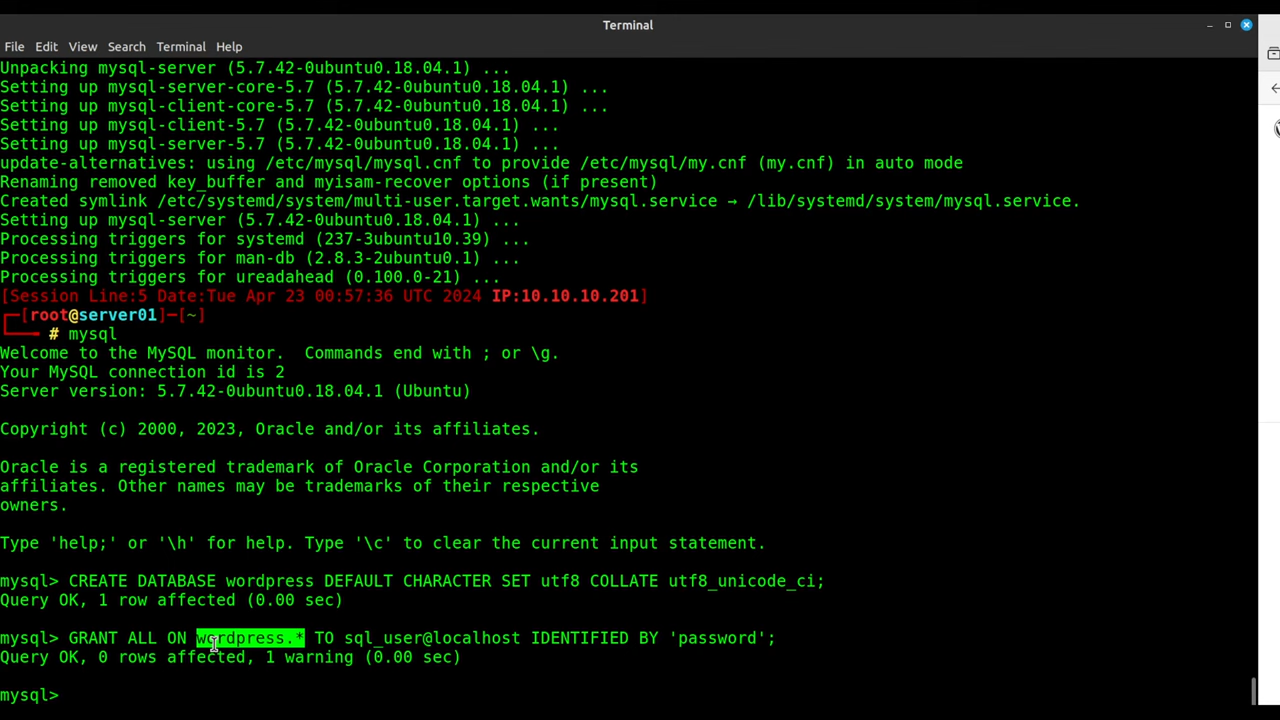 Terminal
File Edit View Search Terminal Help
Unpacking mysql-server (5.7.42-0ubuntu0.18.04.1) ...
Setting up mysql-server-core-5.7 (5.7.42-0ubuntu0.18.04.1) ...
Setting up mysql-client-core-5.7 (5.7.42-0ubuntu0.18.04.1) ...
Setting up mysql-client-5.7 (5.7.42-0ubuntu0.18.04.1) ...
Setting up mysql-server-5.7 (5.7.42-0ubuntu0.18.04.1) ...
update-alternatives: using /etc/mysql/mysql.cnf to provide /etc/mysql/my.cnf (my.cnf) in auto mode
Renaming removed key_buffer and myisam-recover options (if present)
Created symlink /etc/systemd/system/multi-user.target.wants/mysql.service → /lib/systemd/system/mysql.service.
Setting up mysql-server (5.7.42-0ubuntu0.18.04.1) ...
Processing triggers for systemd (237-3ubuntu10.39) ...
Processing triggers for man-db (2.8.3-2ubuntu0.1) ...
Processing triggers for ureadahead (0.100.0-21) ...
[Session Line:5 Date:Tue Apr 23 00:57:36 UTC 2024 IP:10.10.10.201]
┌─[root@server01]─[~]
└──╼ # mysql
Welcome to the MySQL monitor.  Commands end with ; or \g.
Your MySQL connection id is 2
Server version: 5.7.42-0ubuntu0.18.04.1 (Ubuntu)
Copyright (c) 2000, 2023, Oracle and/or its affiliates.
Oracle is a registered trademark of Oracle Corporation and/or its
affiliates. Other names may be trademarks of their respective
owners.
Type 'help;' or '\h' for help. Type '\c' to clear the current input statement.
mysql> CREATE DATABASE wordpress DEFAULT CHARACTER SET utf8 COLLATE utf8_unicode_ci;
Query OK, 1 row affected (0.00 sec)
mysql> GRANT ALL ON wordpress.* TO sql_user@localhost IDENTIFIED BY 'password';
Query OK, 0 rows affected, 1 warning (0.00 sec)
mysql>